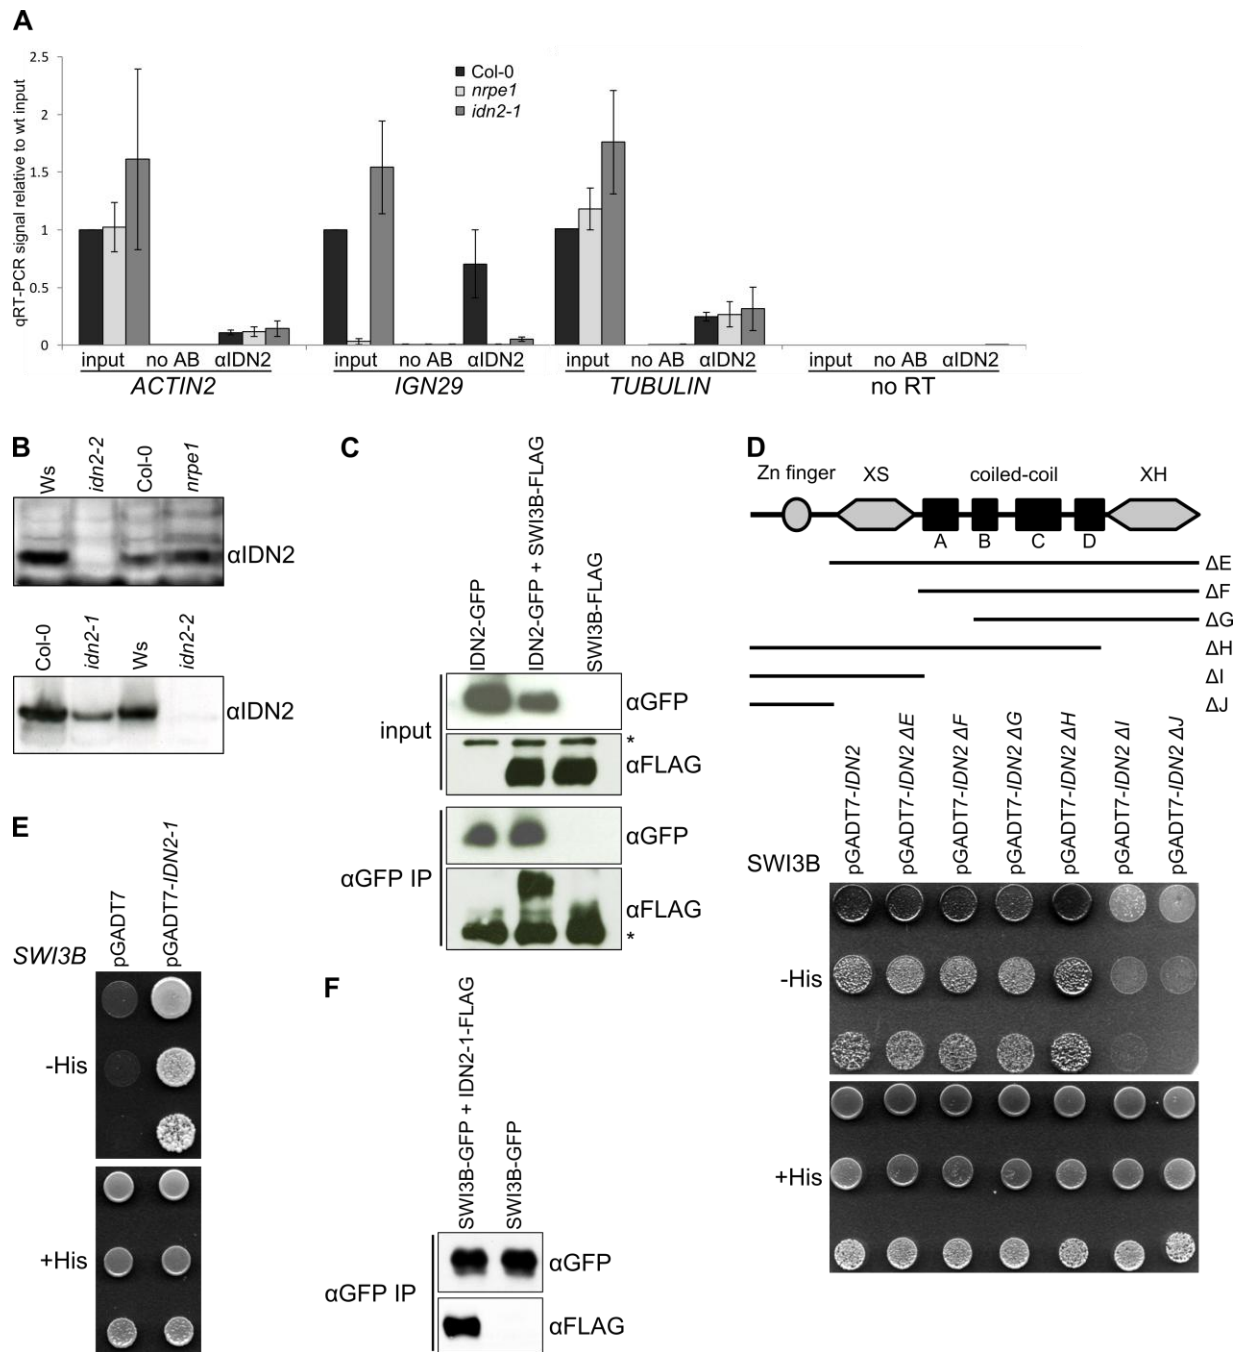 A
qRT-PCR signal relative to wt input
2.5
2
1.5
1
0.5
0
Col-0
nrpe1
idn2-1
input no AB αIDN2 input no AB αIDN2 input no AB αIDN2 input no AB αIDN2
ACTIN2 IGN29 TUBULIN no RT
B
Ws idn2-2 Col-0 nrpe1
αIDN2
Col-0 idn2-1 Ws idn2-2
αIDN2
C
IDN2-GFP
IDN2-GFP + SWI3B-FLAG
SWI3B-FLAG
input
αGFP
*
αFLAG
αGFP IP
αGFP
αFLAG
*
D
Zn finger XS coiled-coil XH
A B C D
ΔE
ΔF
ΔG
ΔH
ΔI
ΔJ
pGADT7-IDN2
pGADT7-IDN2 ΔE
pGADT7-IDN2 ΔF
pGADT7-IDN2 ΔG
pGADT7-IDN2 ΔH
pGADT7-IDN2 ΔI
pGADT7-IDN2 ΔJ
SWI3B
-His
+His
E
pGADT7
pGADT7-IDN2-1
SWI3B
-His
+His
F
SWI3B-GFP + IDN2-1-FLAG
SWI3B-GFP
αGFP IP
αGFP
αFLAG